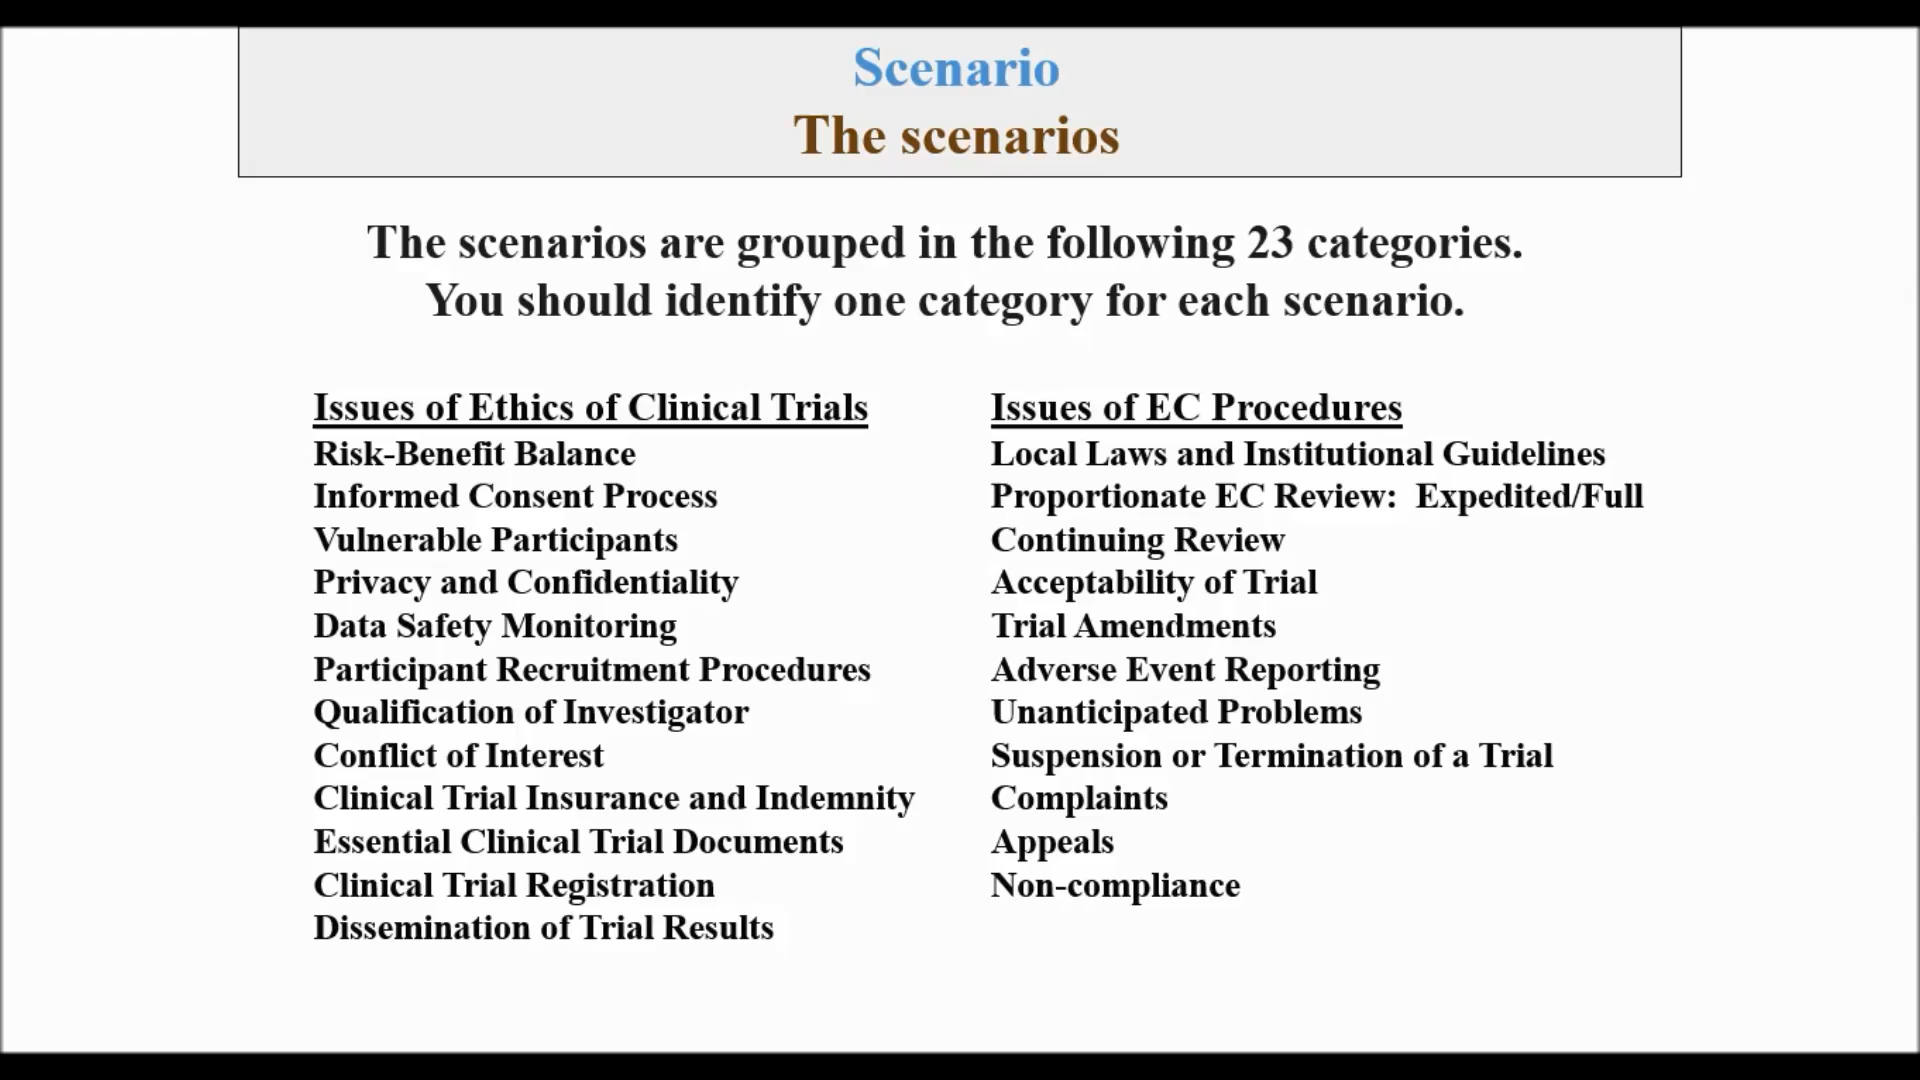 Scenario
The scenarios
The scenarios are grouped in the following 23 categories.
You should identify one category for each scenario.
Issues of Ethics of Clinical Trials
Risk-Benefit Balance
Informed Consent Process
Vulnerable Participants
Privacy and Confidentiality
Data Safety Monitoring
Participant Recruitment Procedures
Qualification of Investigator
Conflict of Interest
Clinical Trial Insurance and Indemnity
Essential Clinical Trial Documents
Clinical Trial Registration
Dissemination of Trial Results
Issues of EC Procedures
Local Laws and Institutional Guidelines
Proportionate EC Review: Expedited/Full
Continuing Review
Acceptability of Trial
Trial Amendments
Adverse Event Reporting
Unanticipated Problems
Suspension or Termination of a Trial
Complaints
Appeals
Non-compliance